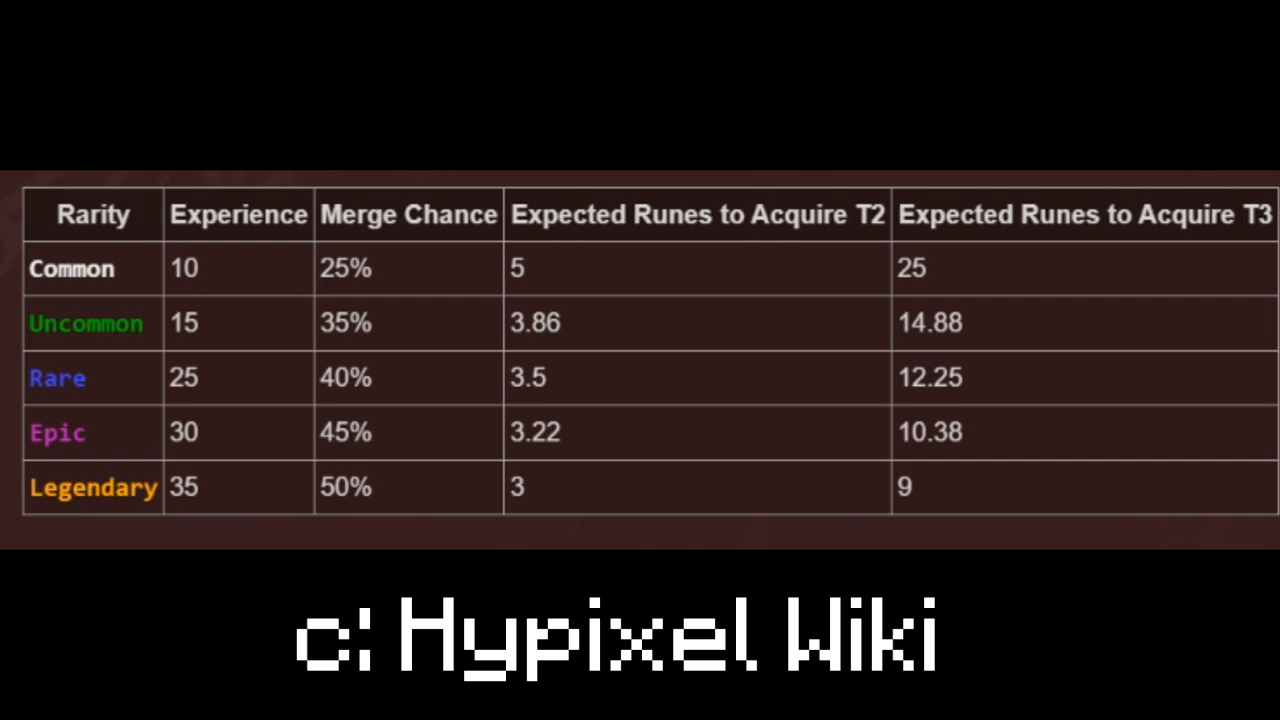 Rarity Experience Merge Chance Expected Runes to Acquire T2 Expected Runes to Acquire T3
Common 10 25% 5 25
Uncommon 15 35% 3.86 14.88
Rare 25 40% 3.5 12.25
Epic 30 45% 3.22 10.38
Legendary 35 50% 3 9
c: Hypixel Wiki